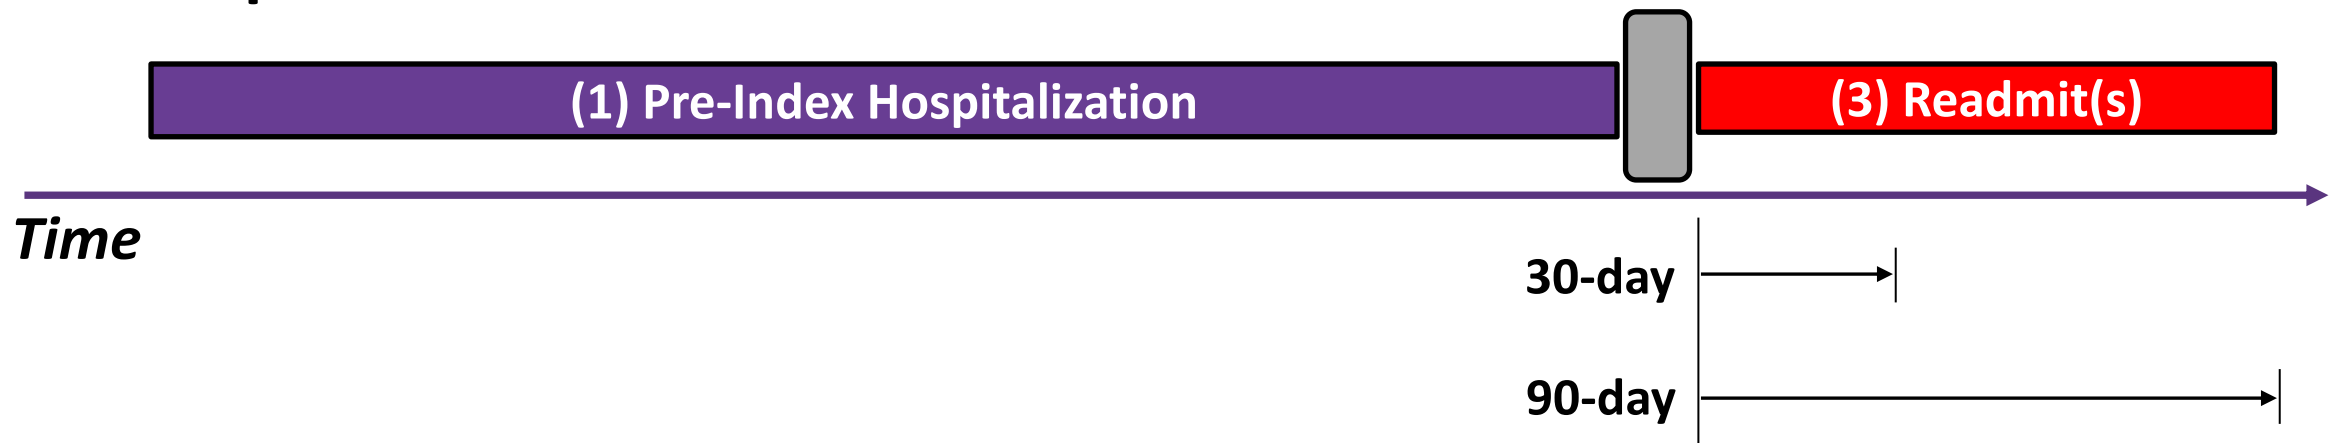 (1) Pre-Index Hospitalization
(3) Readmit(s)
Time
30-day
90-day